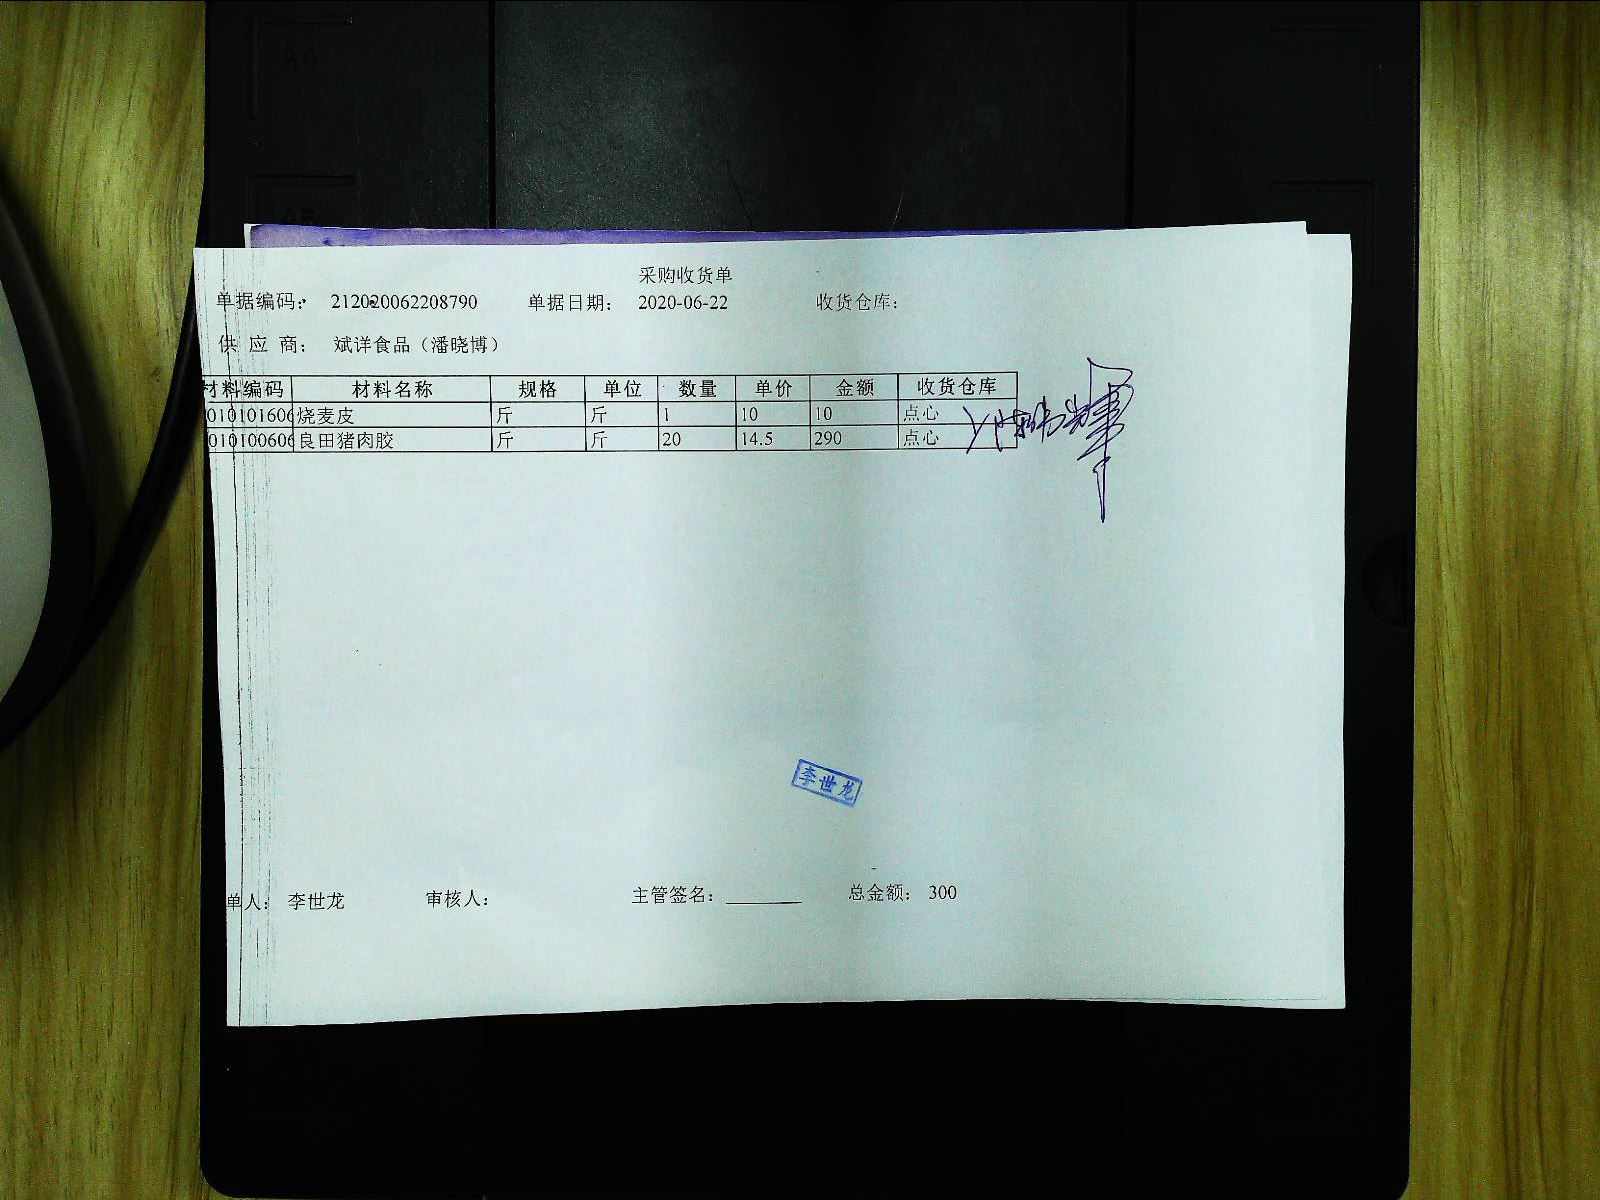 采购收货单
单据编码： 212020062208790 单据日期： 2020-06-22 收货仓库：
供 应 商： 斌洋食品（潘晓博）
材料编码 材料名称 规格 单位 数量 单价 金额 收货仓库
010101606 烧麦皮 斤 斤 1 10 10 点心
010100606 良田猪肉胶 斤 斤 20 14.5 290 点心
李世龙
单人： 李世龙 审核人： 主管签名： 总金额： 300